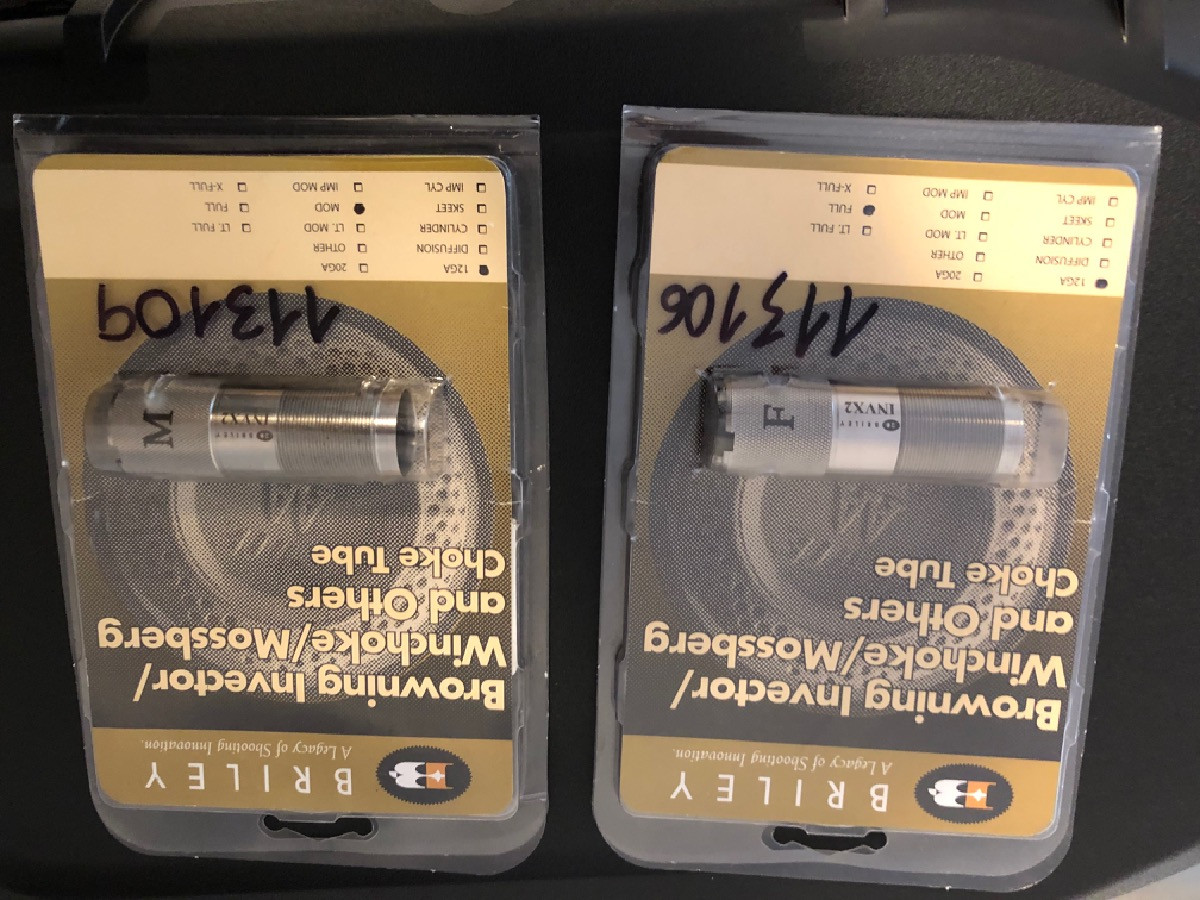 BRILEY
A Legacy of Shooting Innovation.
Browning Invector/
Winchoke/Mossberg
and Others
Choke Tube
BRILEY
INVX2
F
113106
12GA 20GA
DIFFUSION OTHER
CYLINDER LT. MOD LT. FULL
SKEET MOD FULL
IMP CYL IMP MOD X-FULL
BRILEY
A Legacy of Shooting Innovation.
Browning Invector/
Winchoke/Mossberg
and Others
Choke Tube
BRILEY
INVX2
M
113109
12GA 20GA
DIFFUSION OTHER
CYLINDER LT. MOD LT. FULL
SKEET MOD FULL
IMP CYL IMP MOD X-FULL